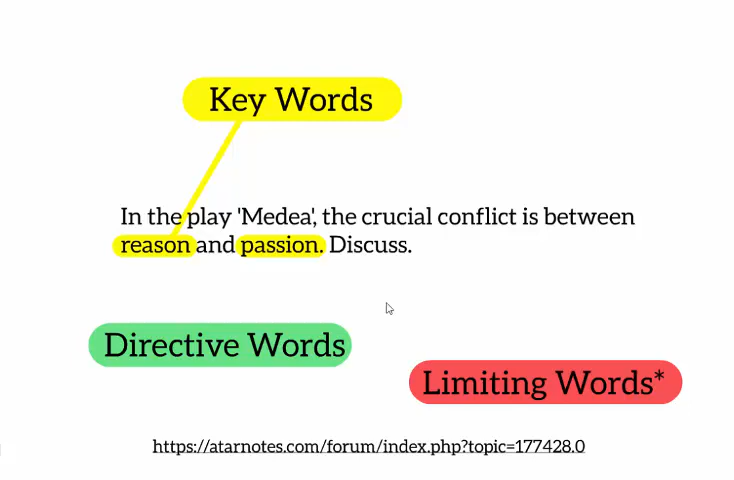 Key Words
In the play 'Medea', the crucial conflict is between
reason and passion. Discuss.
Directive Words
Limiting Words*
https://atarnotes.com/forum/index.php?topic=177428.0